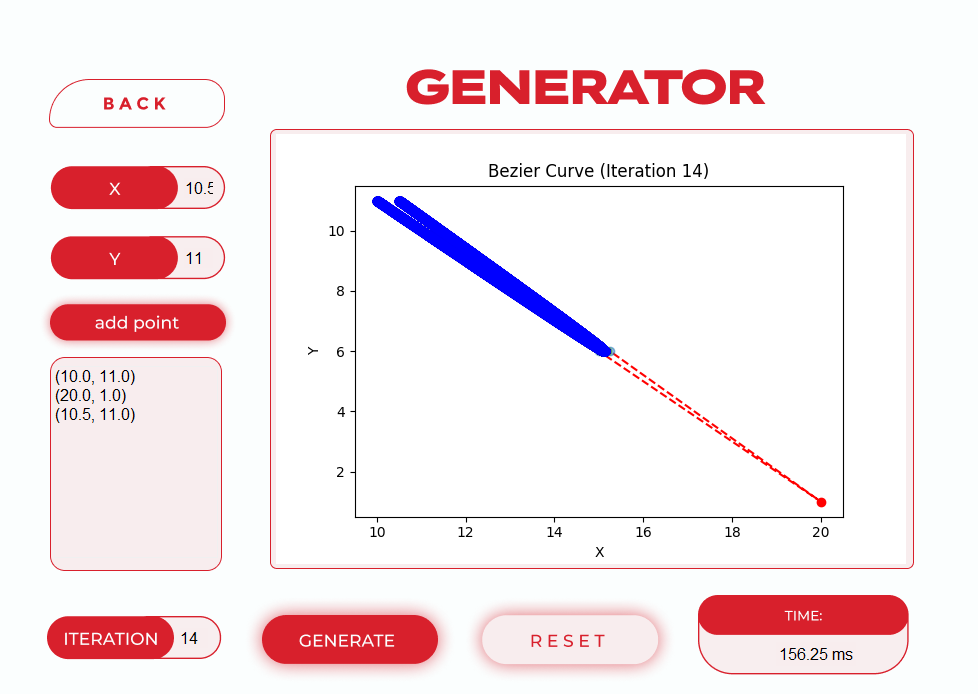 GENERATOR
BACK
X 10.5
Y 11
add point
(10.0, 11.0)
(20.0, 1.0)
(10.5, 11.0)
Bezier Curve (Iteration 14)
10
8
6
4
2
Y
10 12 14 16 18 20
X
ITERATION 14
GENERATE
RESET
TIME:
156.25 ms